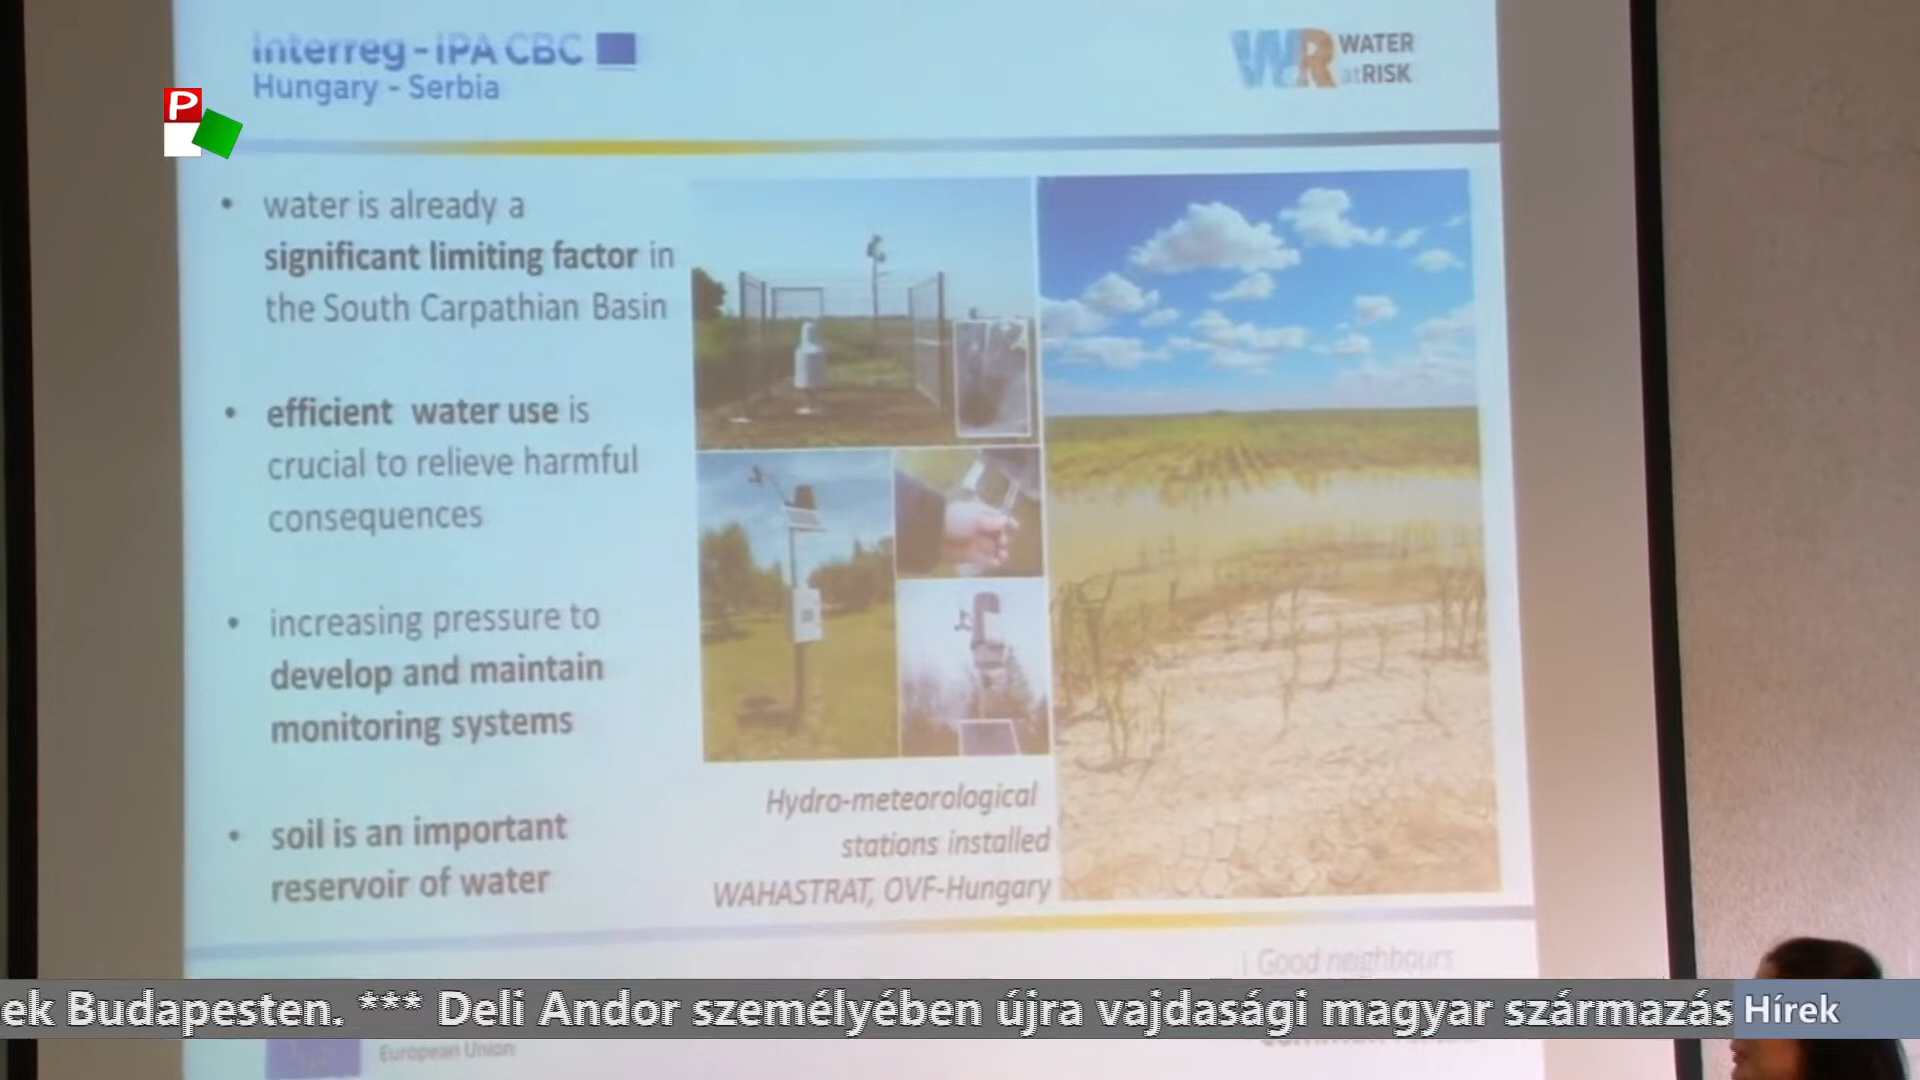 Interreg - IPA CBC
Hungary - Serbia
WR WATER
atRISK
P
• water is already a
significant limiting factor in
the South Carpathian Basin
• efficient water use is
crucial to relieve harmful
consequences
• increasing pressure to
develop and maintain
monitoring systems
• soil is an important
reservoir of water
Hydro-meteorological
stations installed
WAHASTRAT, OVF-Hungary
| Good neighbours
ek Budapesten. *** Deli Andor személyében újra vajdasági magyar származás
Hírek
European Union